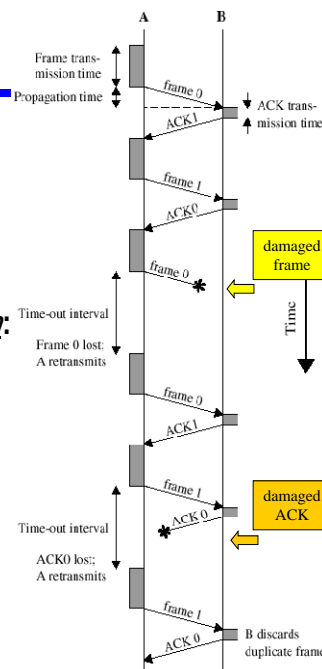 A
B
Frame trans-
mission time
Propagation time
frame 0
ACK trans-
mission time
ACK1
frame 1
ACK0
damaged
frame
frame 0
Time
y:
Time-out interval
Frame 0 lost;
A retransmits
frame 0
ACK1
frame 1
damaged
ACK
ACK 0
Time-out interval
ACK0 lost;
A retransmits
frame 1
B discards
duplicate frame
ACK 0